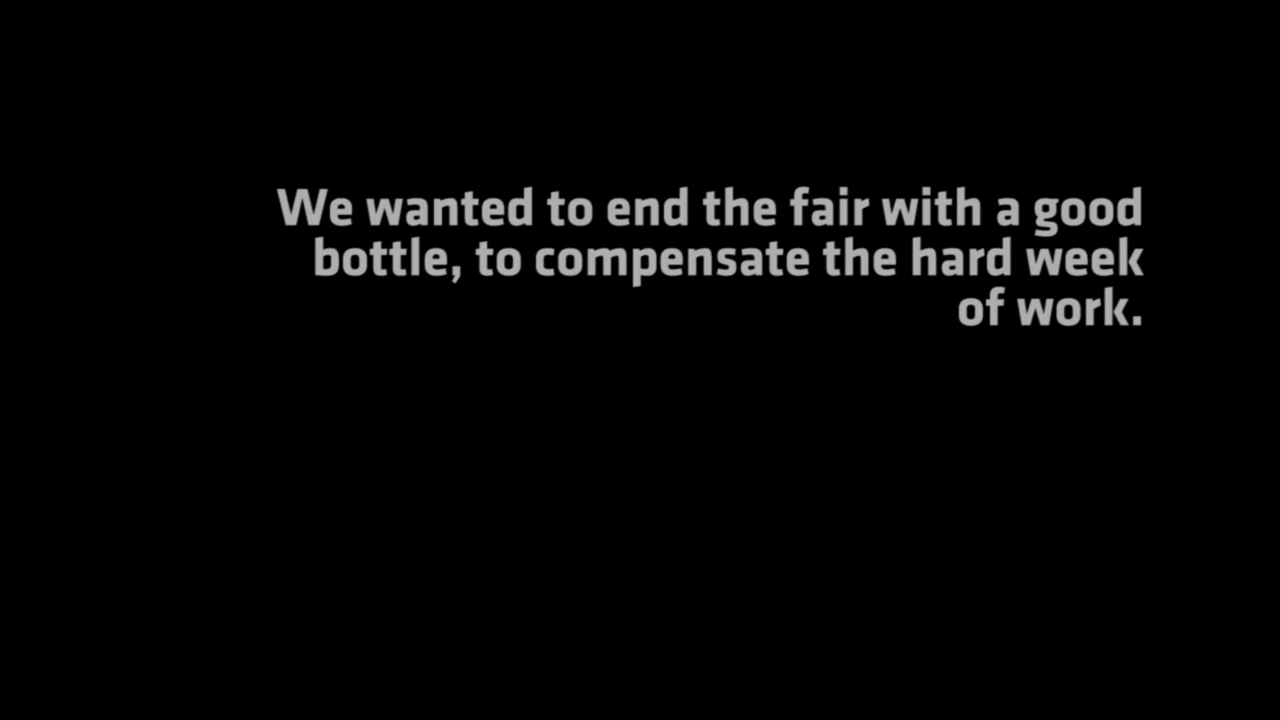 We wanted to end the fair with a good
bottle, to compensate the hard week
of work.